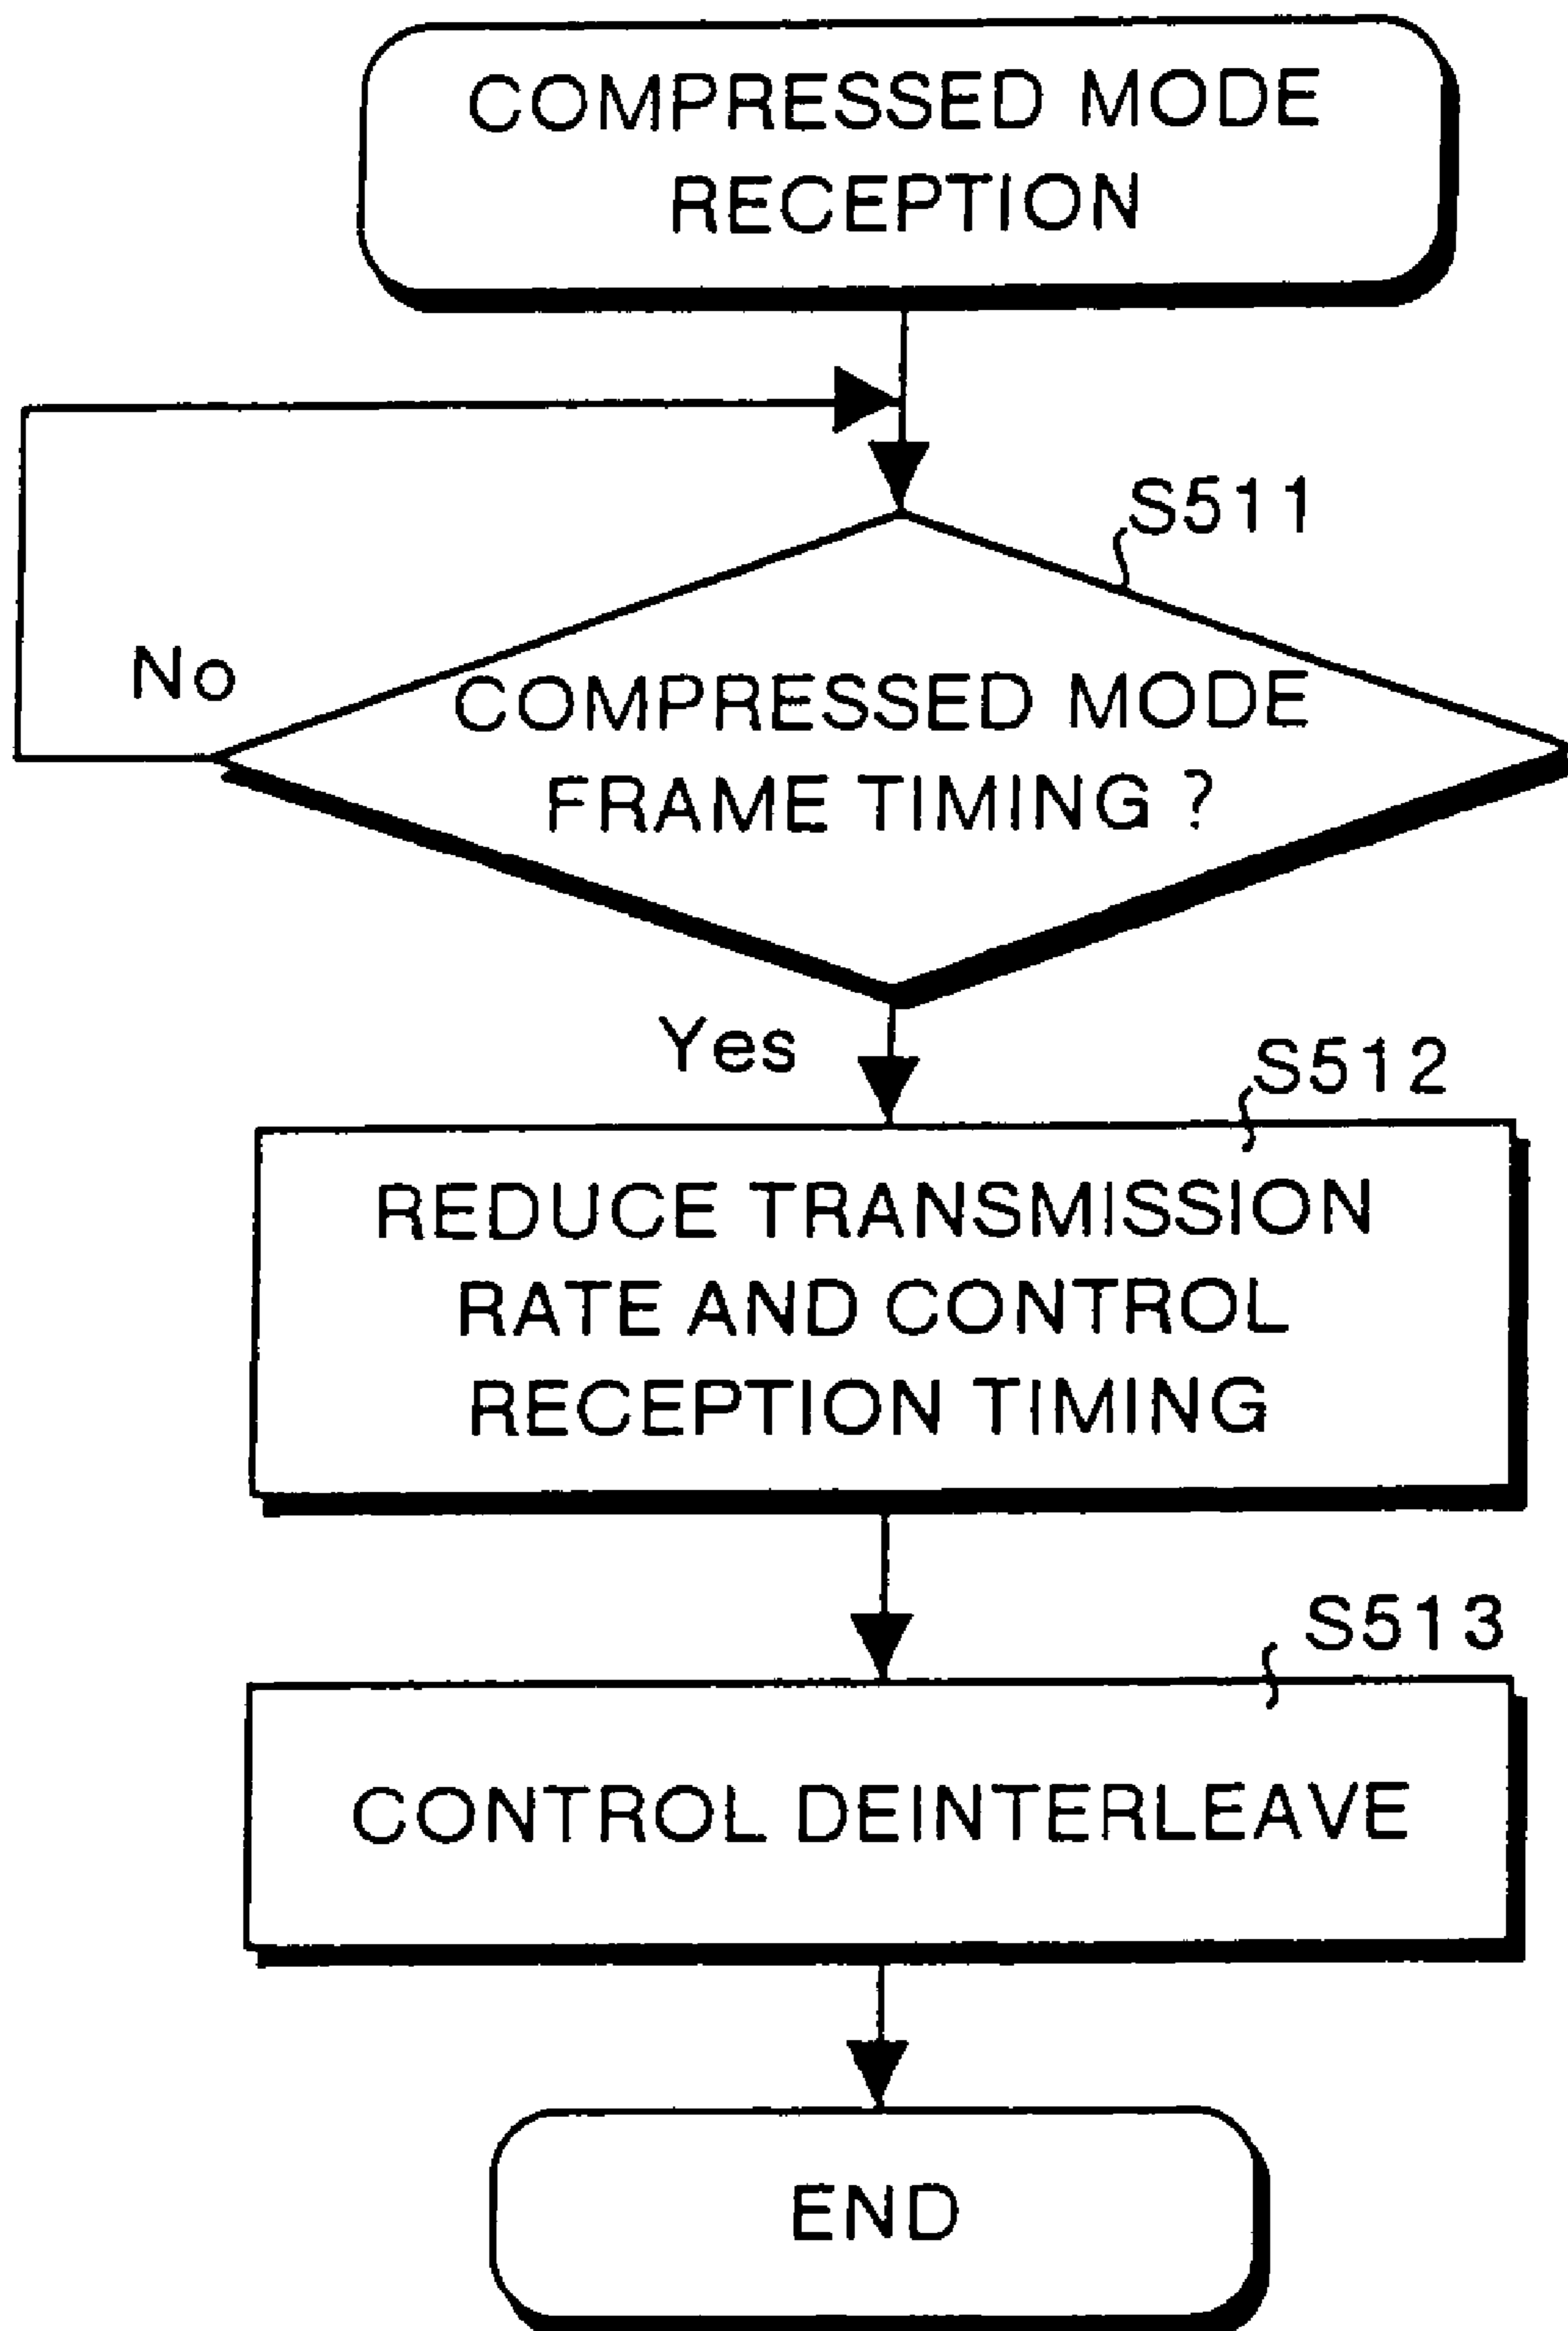 COMPRESSED MODE
RECEPTION
S511
No
COMPRESSED MODE
FRAME TIMING ?
Yes
S512
REDUCE TRANSMISSION
RATE AND CONTROL
RECEPTION TIMING
S513
CONTROL DEINTERLEAVE
END